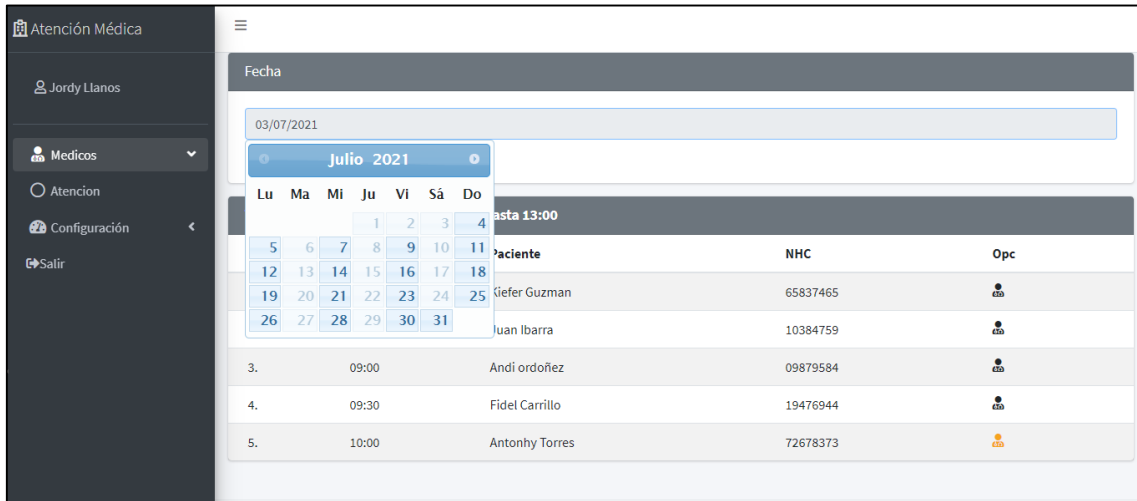 Atención Médica
Jordy Llanos
Medicos
Atencion
Configuración
Salir
Fecha
03/07/2021
Julio 2021
Lu Ma Mi Ju Vi Sá Do
1 2 3 4
5 6 7 8 9 10 11
12 13 14 15 16 17 18
19 20 21 22 23 24 25
26 27 28 29 30 31
asta 13:00
Paciente NHC Opc
Kiefer Guzman 65837465
Juan Ibarra 10384759
3. 09:00 Andi ordoñez 09879584
4. 09:30 Fidel Carrillo 19476944
5. 10:00 Antonhy Torres 72678373